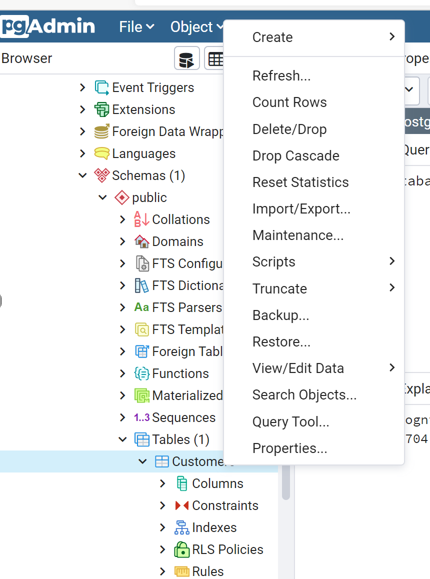 pgAdmin
File
Object
Browser
Create
Refresh...
Count Rows
Delete/Drop
Drop Cascade
Reset Statistics
Import/Export...
Maintenance...
Scripts
Truncate
Backup...
Restore...
View/Edit Data
Search Objects...
Query Tool...
Properties...
Event Triggers
Extensions
Foreign Data Wrapp
Languages
Schemas (1)
public
Collations
Domains
FTS Configu
FTS Dictiona
Aa FTS Parsers
FTS Templat
Foreign Tabl
Functions
Materialized
1..3 Sequences
Tables (1)
Customers
Columns
Constraints
Indexes
RLS Policies
Rules
rope
ostg
Quer
taba
Expla
ogn
704